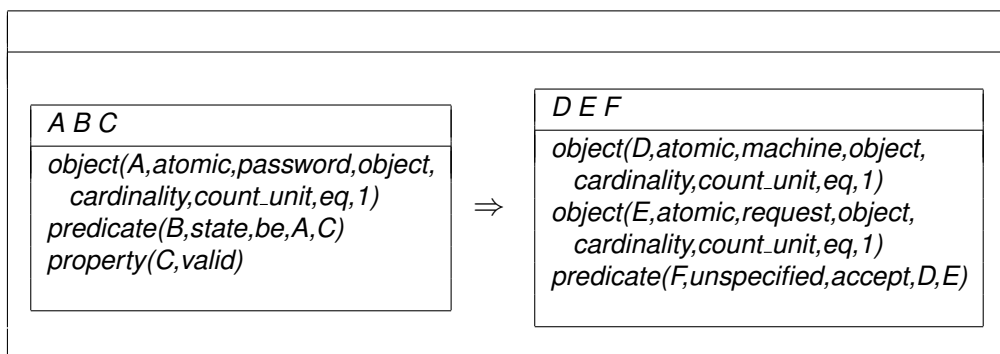 A B C
object(A,atomic,password,object,
cardinality,count_unit,eq,1)
predicate(B,state,be,A,C)
property(C,valid)
⇒
D E F
object(D,atomic,machine,object,
cardinality,count_unit,eq,1)
object(E,atomic,request,object,
cardinality,count_unit,eq,1)
predicate(F,unspecified,accept,D,E)